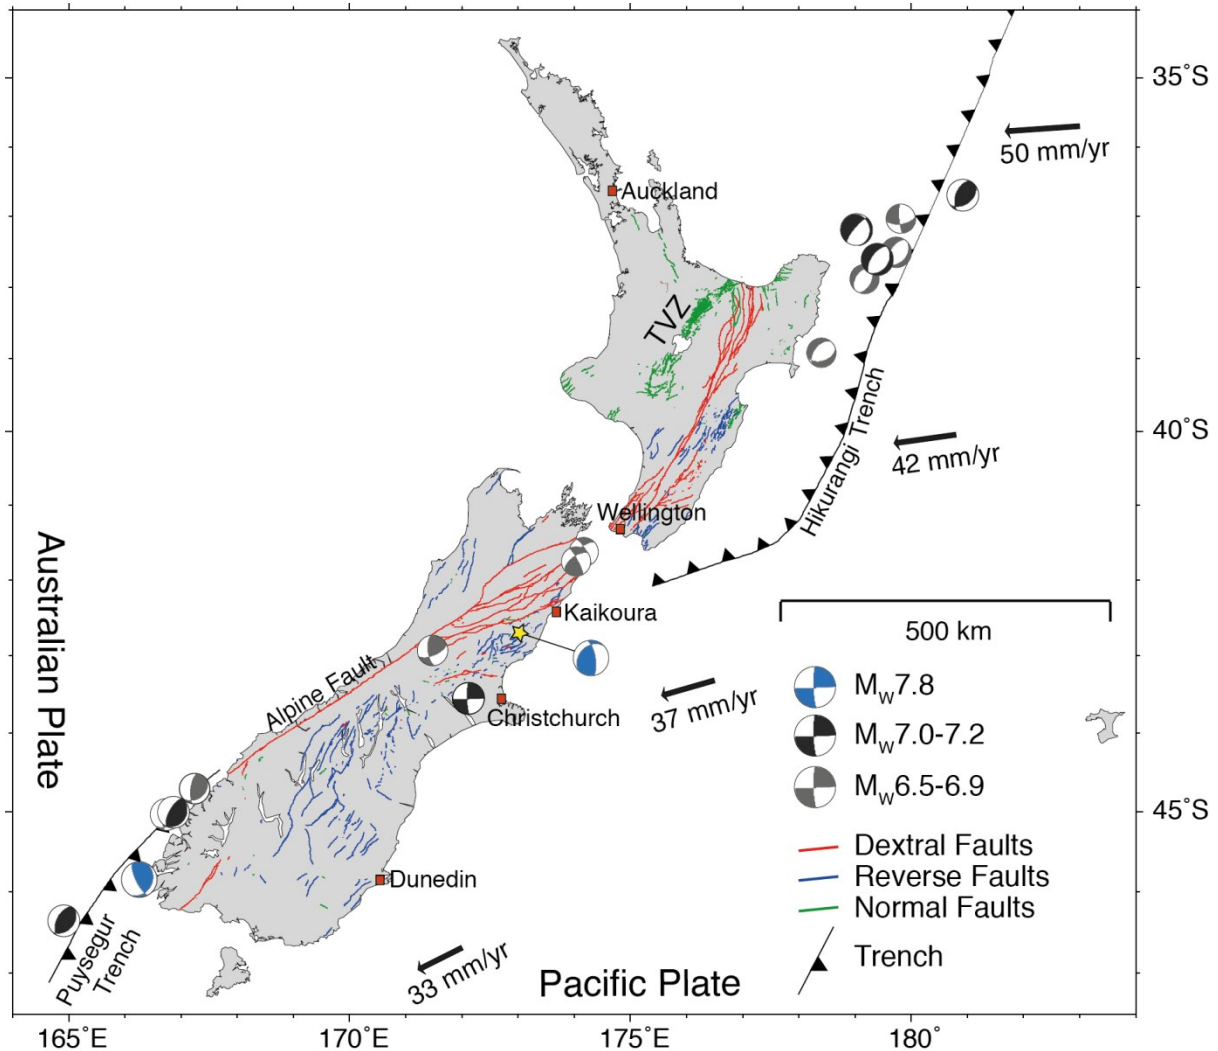 35°S
50 mm/yr
Auckland
TVZ
Hikurangi Trench
40°S
42 mm/yr
Wellington
Australian Plate
Kaikoura
500 km
Alpine Fault
37 mm/yr
Christchurch
Mw7.8
Mw7.0-7.2
Mw6.5-6.9
45°S
Dextral Faults
Reverse Faults
Normal Faults
Trench
Dunedin
Puysegur
Trench
33 mm/yr
Pacific Plate
165°E
170°E
175°E
180°E